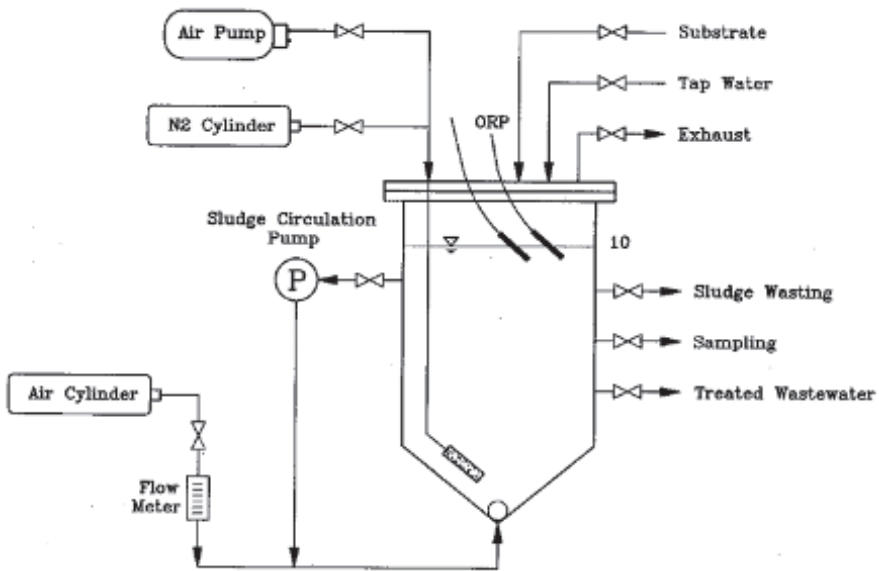 Air Pump
Substrate
Tap Water
N2 Cylinder
ORP
Exhaust
Sludge Circulation
Pump
10
P
Sludge Wasting
Sampling
Air Cylinder
Treated Wastewater
Flow
Meter